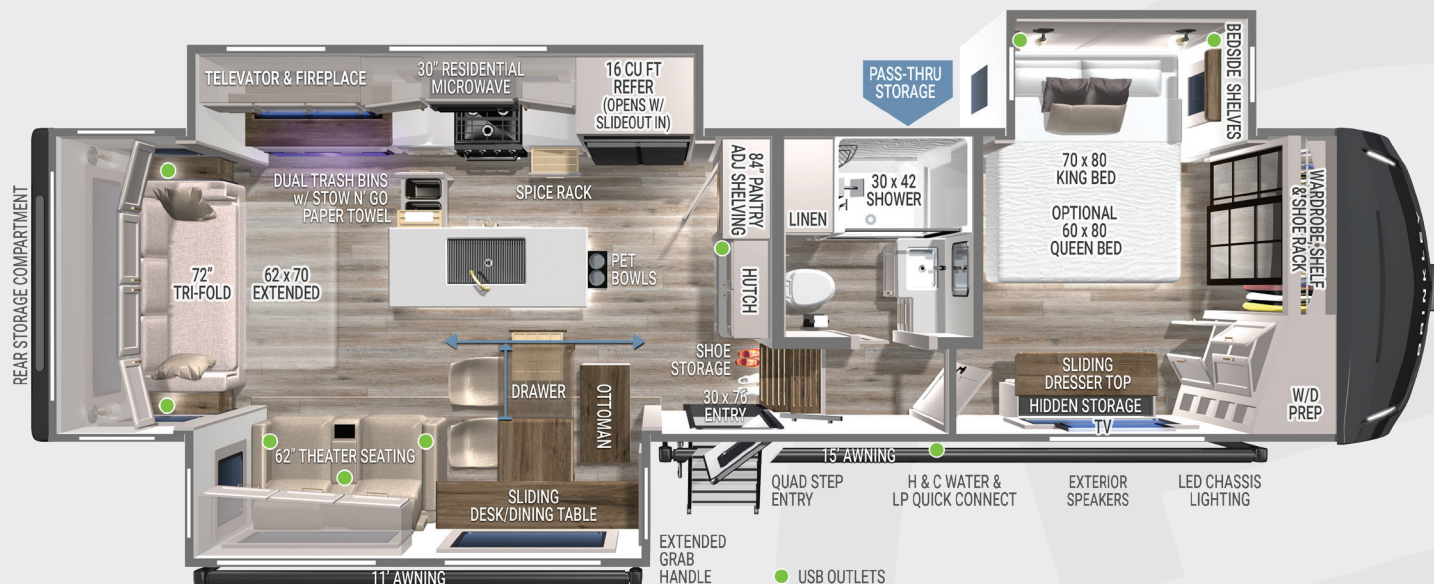 TELEVATOR & FIREPLACE
30" RESIDENTIAL
MICROWAVE
16 CU FT
REFER
(OPENS W/
SLIDEOUT IN)
PASS-THRU
STORAGE
BEDSIDE SHELVES
REAR STORAGE COMPARTMENT
DUAL TRASH BINS
w/ STOW N' GO
PAPER TOWEL
SPICE RACK
84" PANTRY
ADJ SHELVING
LINEN
30 x 42
SHOWER
70 x 80
KING BED
OPTIONAL
60 x 80
QUEEN BED
WARDROBE, SHELF
& SHOE RACK
BRINKLEY
72"
TRI-FOLD
62 x 70
EXTENDED
PET
BOWLS
HUTCH
SHOE
STORAGE
30 x 76
ENTRY
DRAWER
OTTOMAN
SLIDING
DRESSER TOP
HIDDEN STORAGE
TV
W/D
PREP
62" THEATER SEATING
SLIDING
DESK/DINING TABLE
15' AWNING
QUAD STEP
ENTRY
H & C WATER &
LP QUICK CONNECT
EXTERIOR
SPEAKERS
LED CHASSIS
LIGHTING
EXTENDED
GRAB
HANDLE
11' AWNING
USB OUTLETS